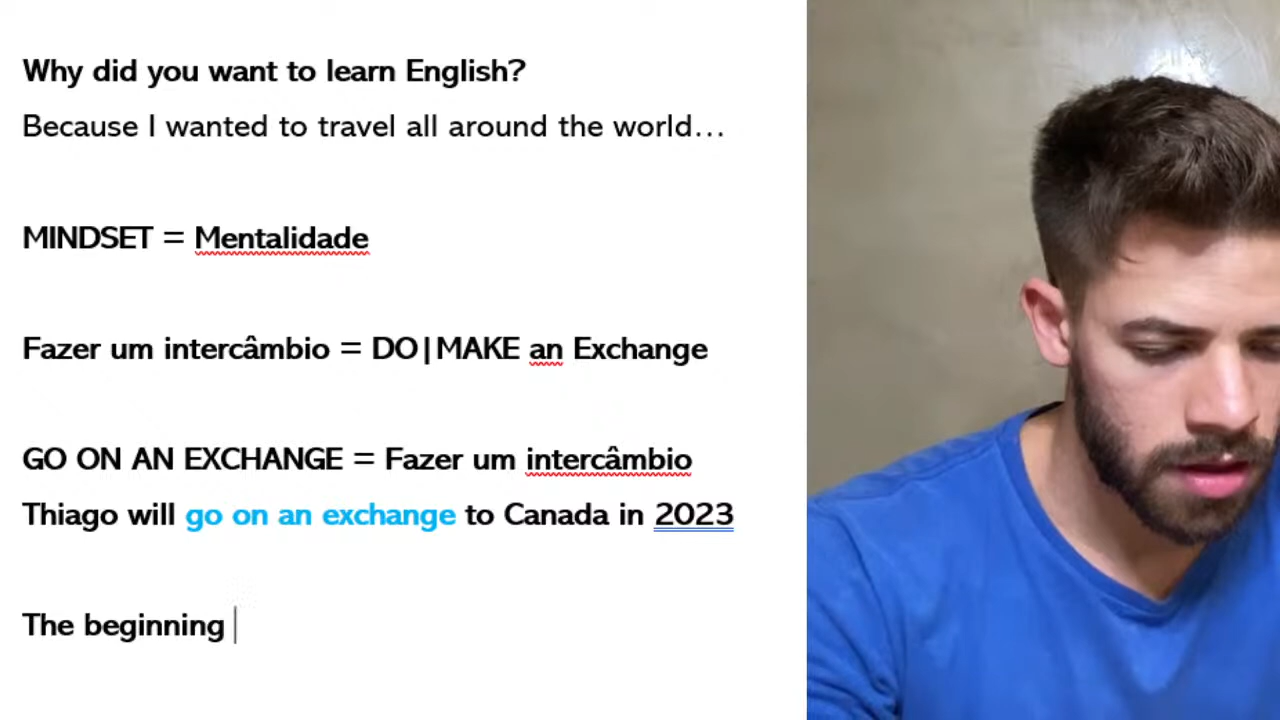 Why did you want to learn English?
Because I wanted to travel all around the world…
MINDSET = Mentalidade
Fazer um intercâmbio = DO|MAKE an Exchange
GO ON AN EXCHANGE = Fazer um intercâmbio
Thiago will go on an exchange to Canada in 2023
The beginning